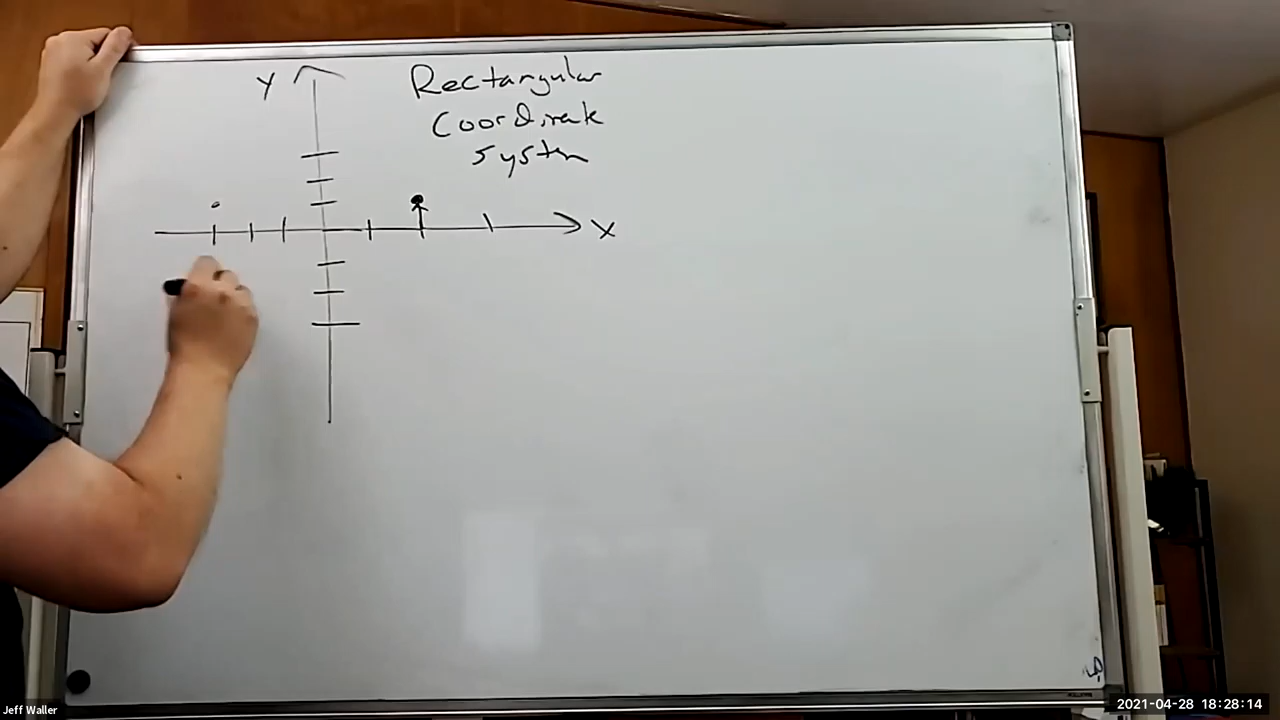 Y
Rectangular
Coordinate
System
X
Jeff Waller
2021-04-28 18:28:14